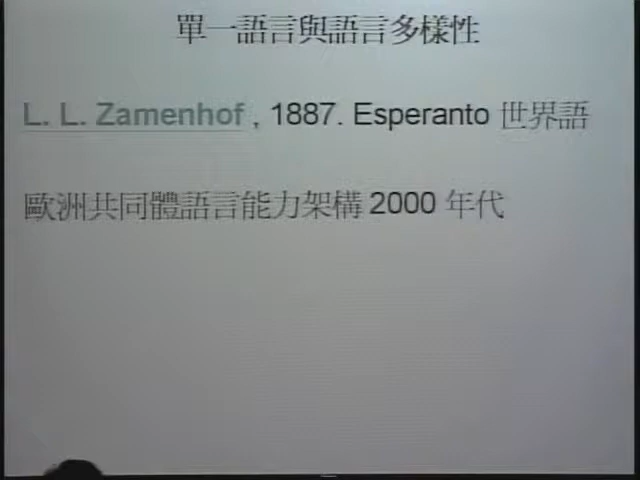 單一語言與語言多樣性
L. L. Zamenhof , 1887. Esperanto 世界語
歐洲共同體語言能力架構 2000 年代